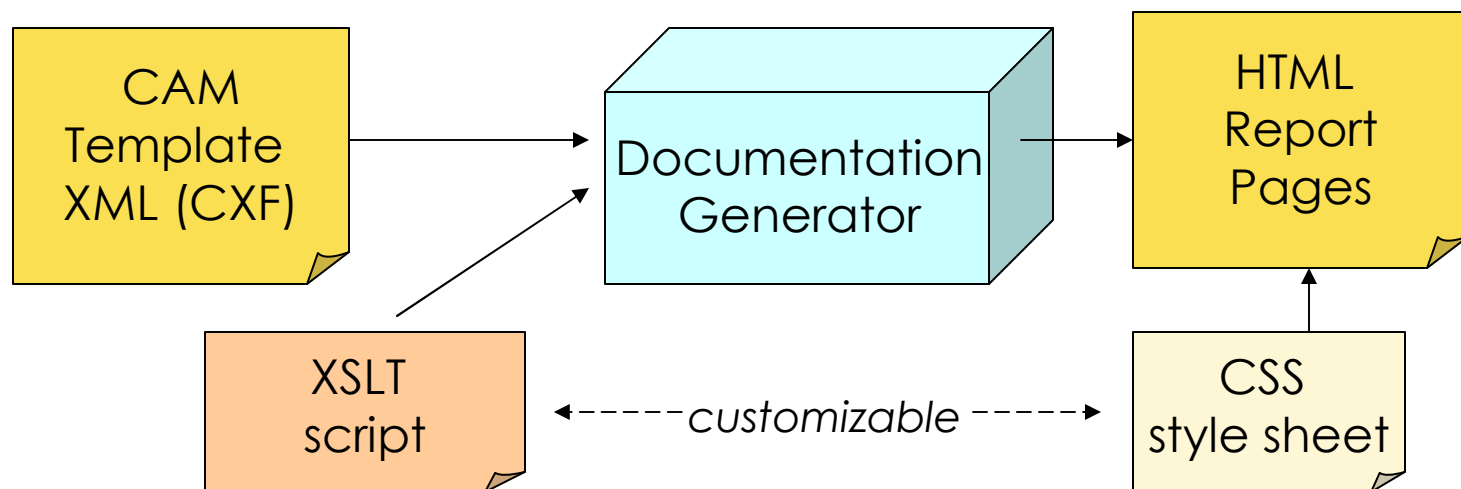 CAM
Template
XML (CXF)
Documentation
Generator
HTML
Report
Pages
XSLT
script
customizable
CSS
style sheet